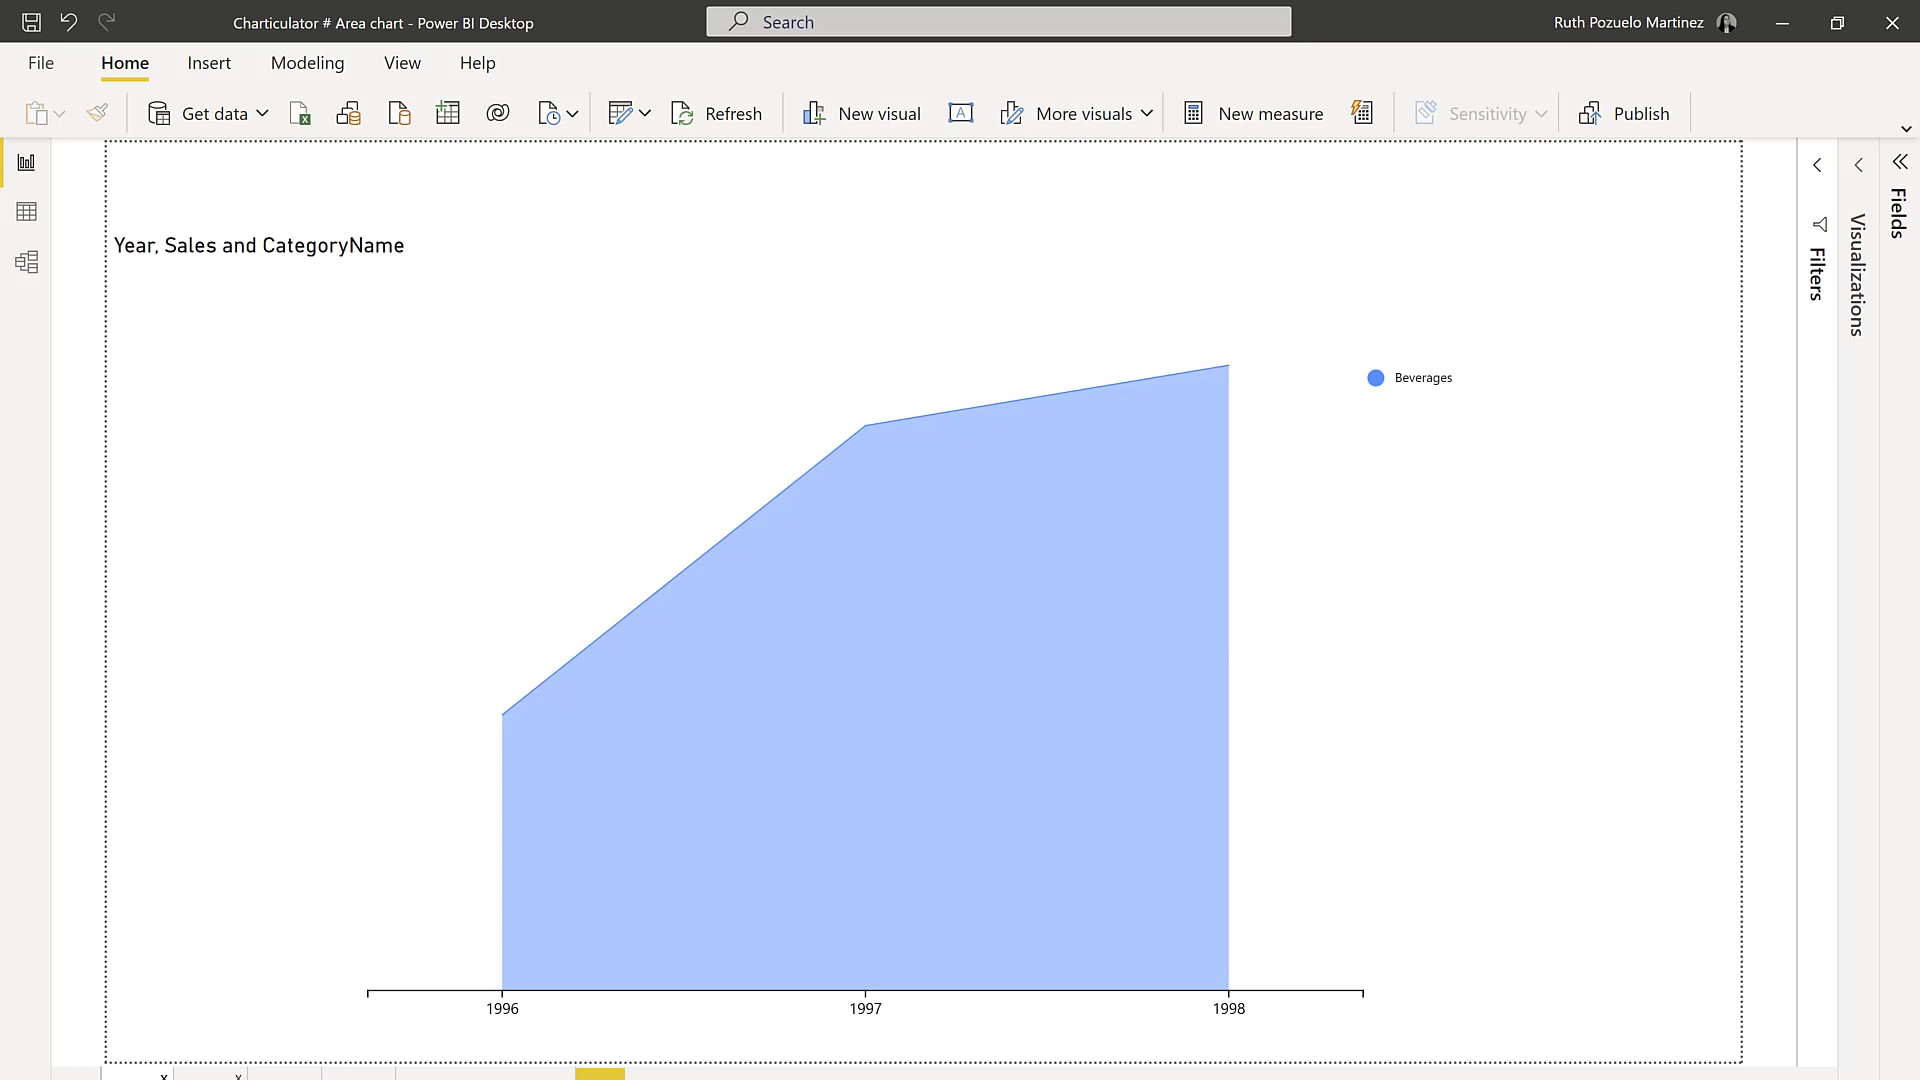 Charticulator # Area chart - Power BI Desktop
Search
Ruth Pozuelo Martinez
File Home Insert Modeling View Help
Get data Refresh New visual More visuals New measure Sensitivity Publish
Year, Sales and CategoryName
Beverages
1996 1997 1998
Filters
Visualizations
Fields